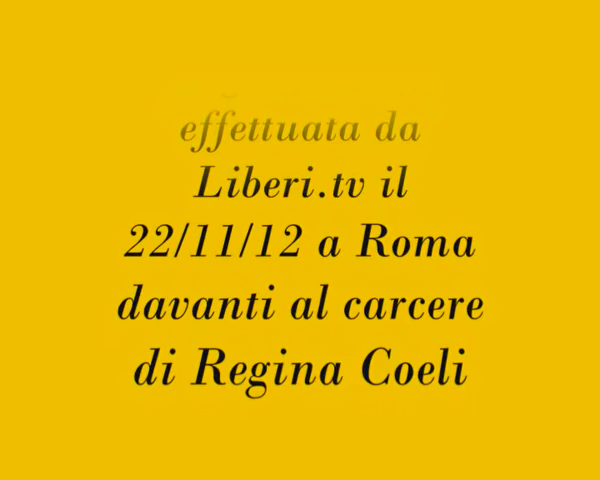 effettuata da
Liberi.tv il
22/11/12 a Roma
davanti al carcere
di Regina Coeli